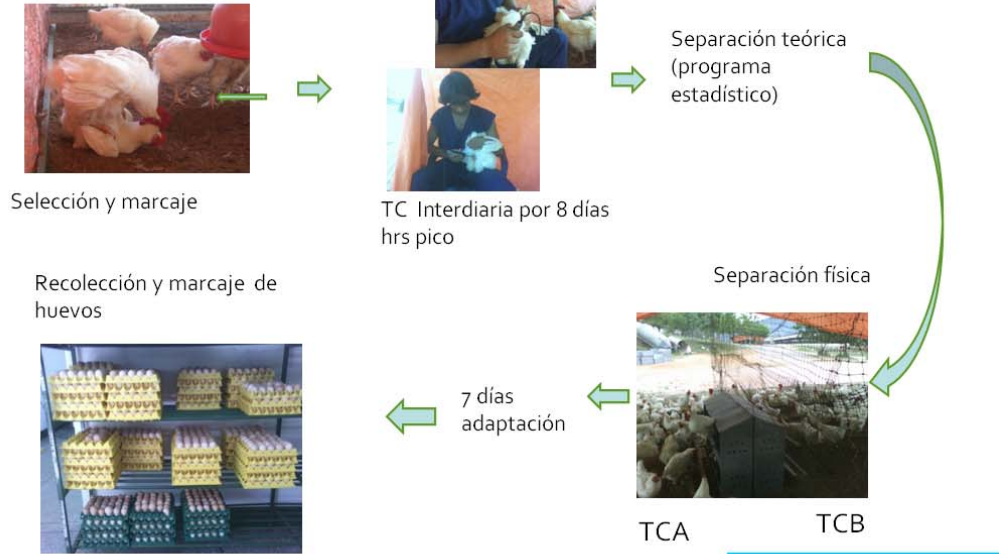 Selección y marcaje
TC Interdiaria por 8 días
hrs pico
Separación teórica
(programa
estadístico)
Separación física
TCA
TCB
7 días
adaptación
Recolección y marcaje de
huevos